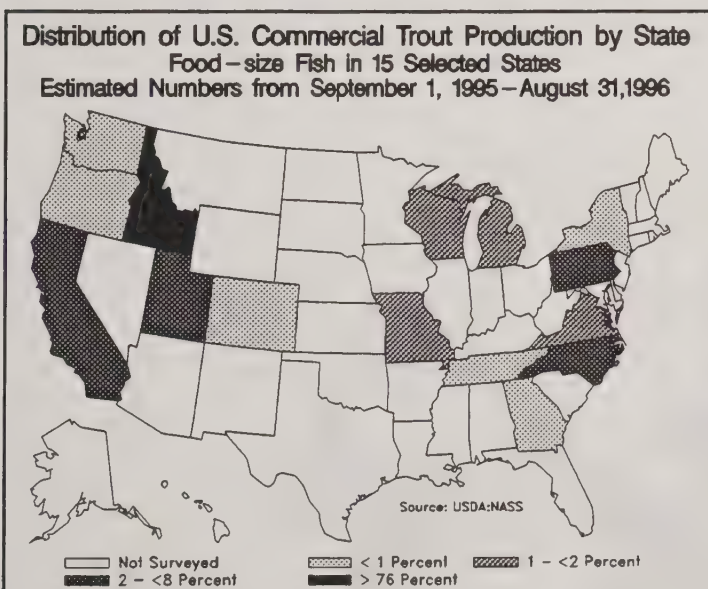 Distribution of U.S. Commercial Trout Production by State
Food-size Fish in 15 Selected States
Estimated Numbers from September 1, 1995-August 31,1996
Source: USDA:NASS
Not Surveyed
< 1 Percent
1 - <2 Percent
2 - <8 Percent
> 76 Percent